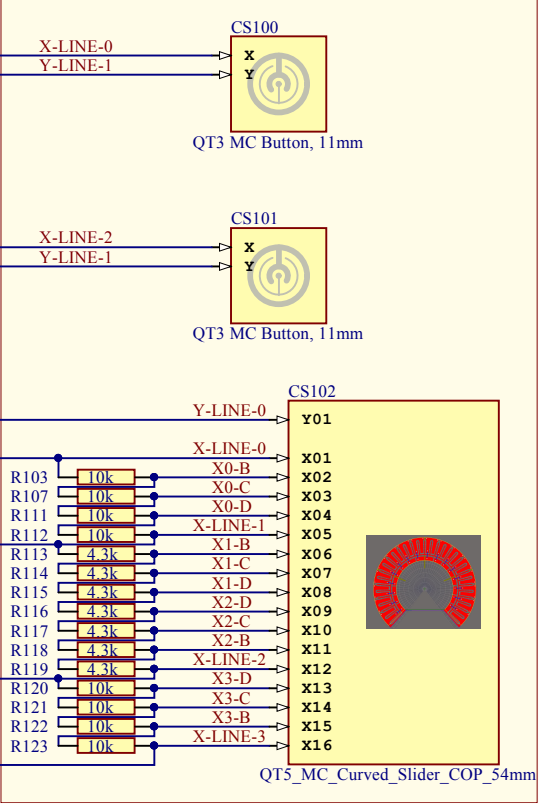 CS100
X-LINE-0
X
Y-LINE-1
Y
QT3 MC Button, 11mm
CS101
X-LINE-2
X
Y-LINE-1
Y
QT3 MC Button, 11mm
CS102
Y-LINE-0
Y01
X-LINE-0
X01
R103 10k X0-B X02
R107 10k X0-C X03
R111 10k X0-D X04
R112 10k X-LINE-1 X05
R113 4.3k X1-B X06
R114 4.3k X1-C X07
R115 4.3k X1-D X08
R116 4.3k X2-D X09
R117 4.3k X2-C X10
R118 4.3k X2-B X11
R119 4.3k X-LINE-2 X12
R120 10k X3-D X13
R121 10k X3-C X14
R122 10k X3-B X15
R123 10k X-LINE-3 X16
QT5_MC_Curved_Slider_COP_54mm